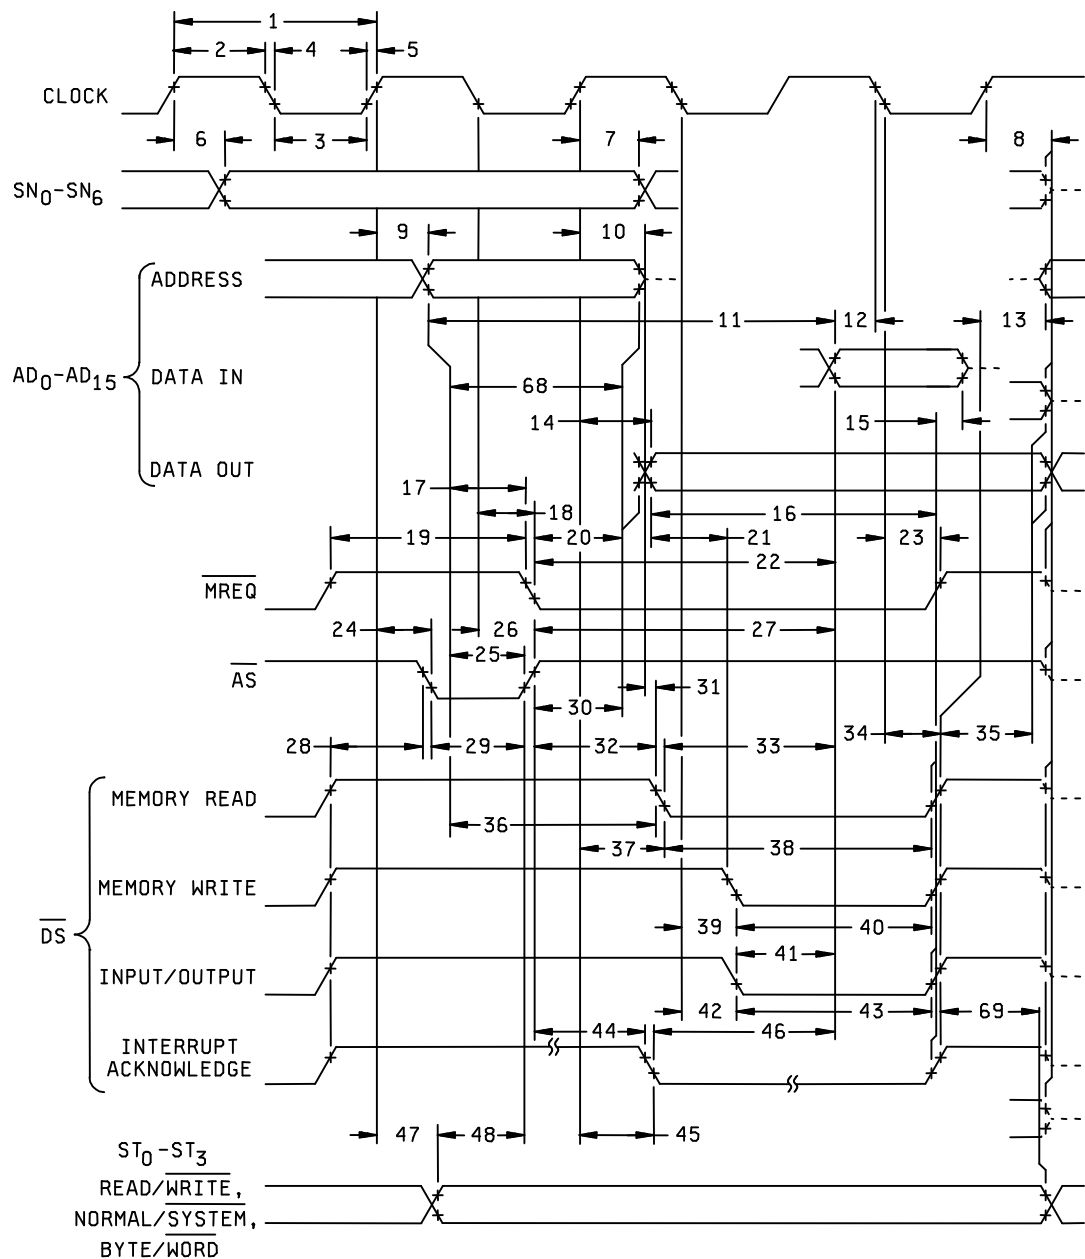 1
2 4 5
CLOCK
6 3 7 8
SN0-SN6
9 10
ADDRESS
11 12 13
AD0-AD15 DATA IN
68
14 15
DATA OUT
17
18 16
19 20 21 23
22
MREQ
24 26 27
25
AS
31
30
28 29 32 33 34 35
MEMORY READ
36
37 38
MEMORY WRITE
DS
39 40
41
INPUT/OUTPUT
42 43 69
44 46
INTERRUPT
ACKNOWLEDGE
47 48 45
ST0-ST3
READ/WRITE,
NORMAL/SYSTEM,
BYTE/WORD